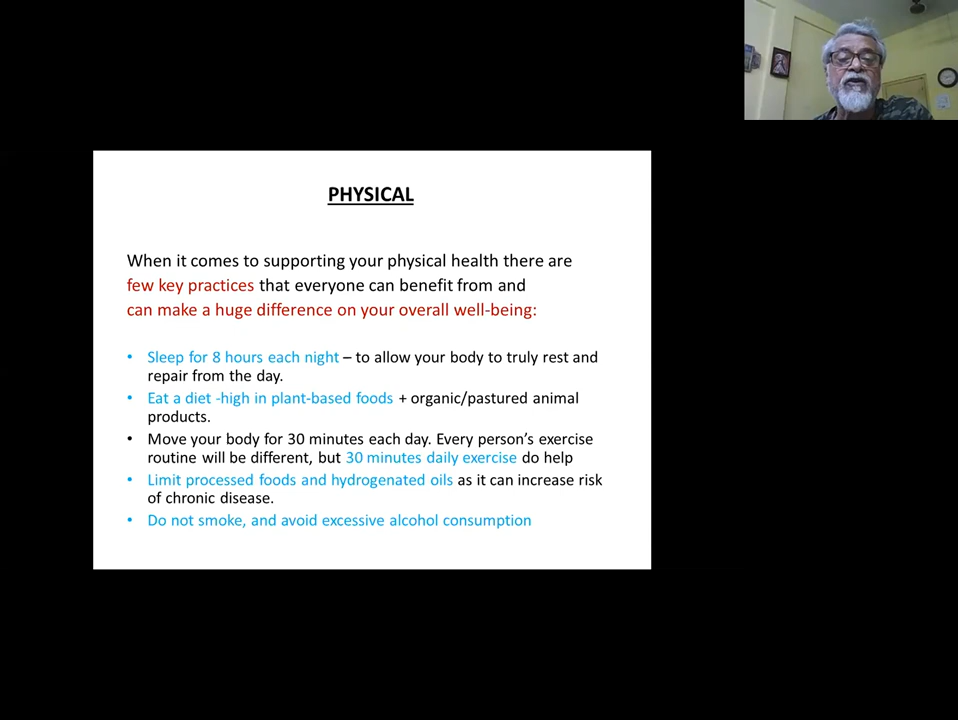 PHYSICAL
When it comes to supporting your physical health there are
few key practices that everyone can benefit from and
can make a huge difference on your overall well-being:
• Sleep for 8 hours each night – to allow your body to truly rest and
repair from the day.
• Eat a diet -high in plant-based foods + organic/pastured animal
products.
• Move your body for 30 minutes each day. Every person’s exercise
routine will be different, but 30 minutes daily exercise do help
• Limit processed foods and hydrogenated oils as it can increase risk
of chronic disease.
• Do not smoke, and avoid excessive alcohol consumption